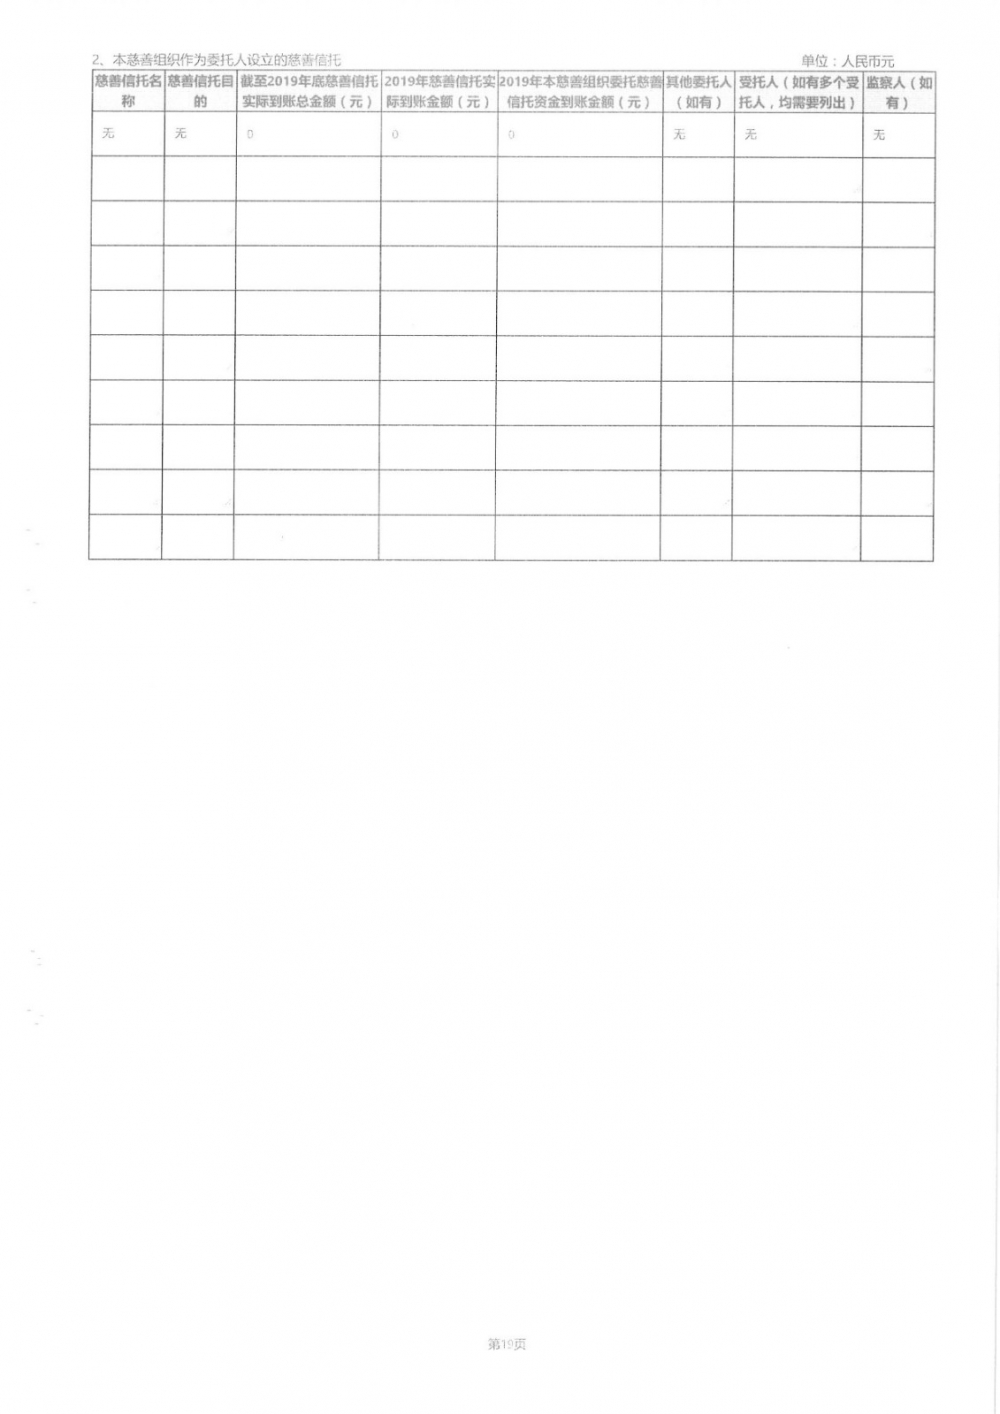 2、本慈善组织作为委托人设立的慈善信托 单位：人民币元
慈善信托名称 慈善信托目的 截至2019年底慈善信托实际到账总金额（元） 2019年慈善信托实际到账金额（元） 2019年本慈善组织委托慈善信托资金到账金额（元） 其他委托人（如有） 受托人（如有多个受托人，均需要列出） 监察人（如有）
无 无 0 0 0 无 无 无
第19页